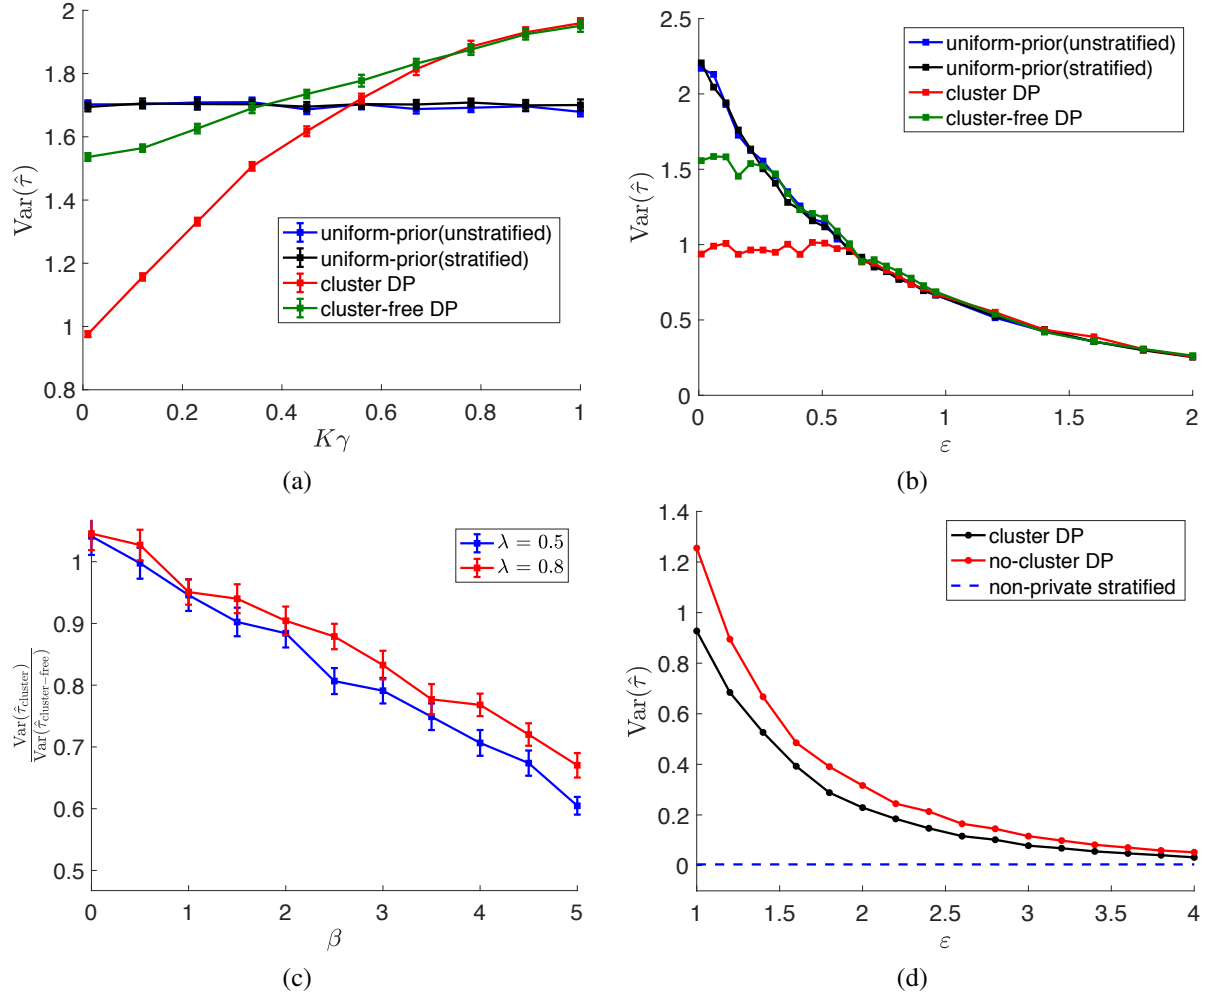 2
1.8
1.6
1.4
1.2
1
0.8
Var(τ̂)
uniform-prior(unstratified)
uniform-prior(stratified)
cluster DP
cluster-free DP
0 0.2 0.4 0.6 0.8 1
Kγ
(a)
2.5
2
1.5
1
0.5
0
Var(τ̂)
uniform-prior(unstratified)
uniform-prior(stratified)
cluster DP
cluster-free DP
0 0.5 1 1.5 2
ε
(b)
1
0.9
0.8
0.7
0.6
0.5
Var(τ̂cluster)
Var(τ̂cluster−free)
λ = 0.5
λ = 0.8
0 1 2 3 4 5
β
(c)
1.4
1.2
1
0.8
0.6
0.4
0.2
0
Var(τ̂)
cluster DP
no-cluster DP
non-private stratified
1 1.5 2 2.5 3 3.5 4
ε
(d)